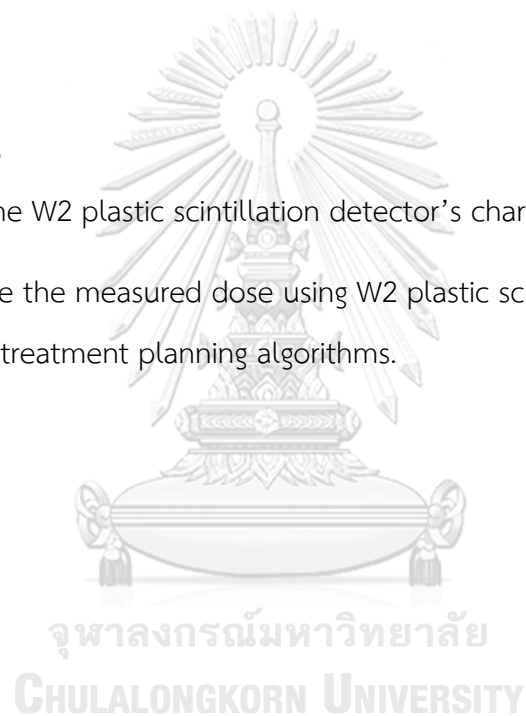 he W2 plastic scintillation detector’s char
e the measured dose using W2 plastic sc
treatment planning algorithms.
จุฬาลงกรณ์มหาวิทยาลัย
CHULALONGKORN UNIVERSITY